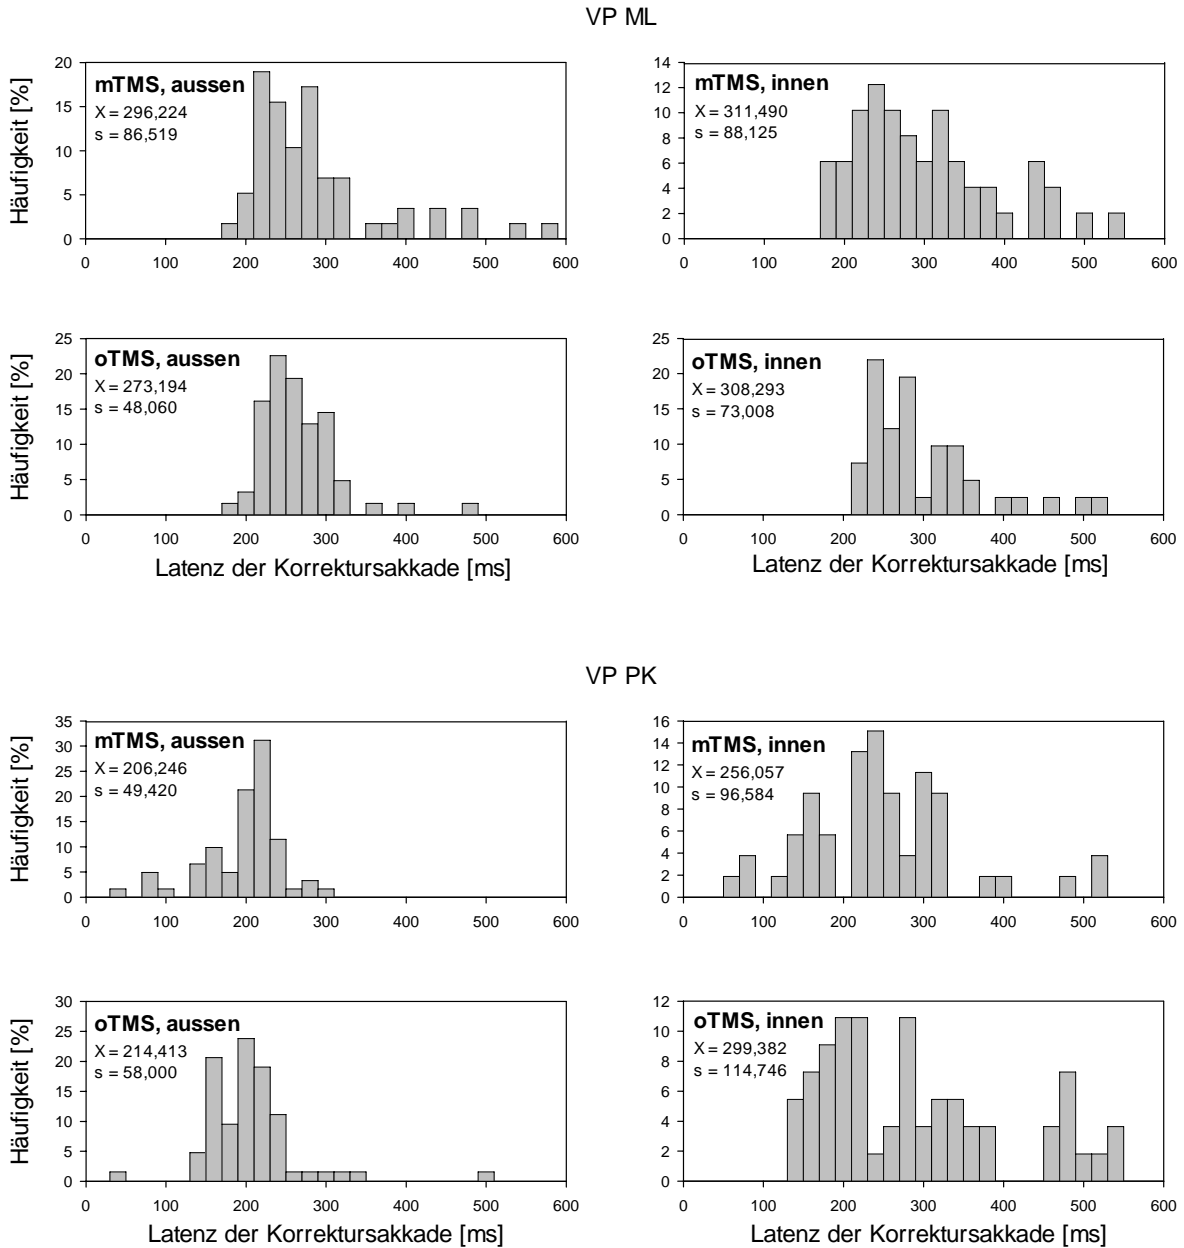 VP ML
Häufigkeit [%]
20
15
10
5
0
mTMS, aussen
X = 296,224
s = 86,519
0 100 200 300 400 500 600
14
12
10
8
6
4
2
0
mTMS, innen
X = 311,490
s = 88,125
0 100 200 300 400 500 600
Häufigkeit [%]
25
20
15
10
5
0
oTMS, aussen
X = 273,194
s = 48,060
0 100 200 300 400 500 600
Latenz der Korrektursakkade [ms]
25
20
15
10
5
0
oTMS, innen
X = 308,293
s = 73,008
0 100 200 300 400 500 600
Latenz der Korrektursakkade [ms]
VP PK
Häufigkeit [%]
35
30
25
20
15
10
5
0
mTMS, aussen
X = 206,246
s = 49,420
0 100 200 300 400 500 600
16
14
12
10
8
6
4
2
0
mTMS, innen
X = 256,057
s = 96,584
0 100 200 300 400 500 600
Häufigkeit [%]
30
25
20
15
10
5
0
oTMS, aussen
X = 214,413
s = 58,000
0 100 200 300 400 500 600
Latenz der Korrektursakkade [ms]
12
10
8
6
4
2
0
oTMS, innen
X = 299,382
s = 114,746
0 100 200 300 400 500 600
Latenz der Korrektursakkade [ms]